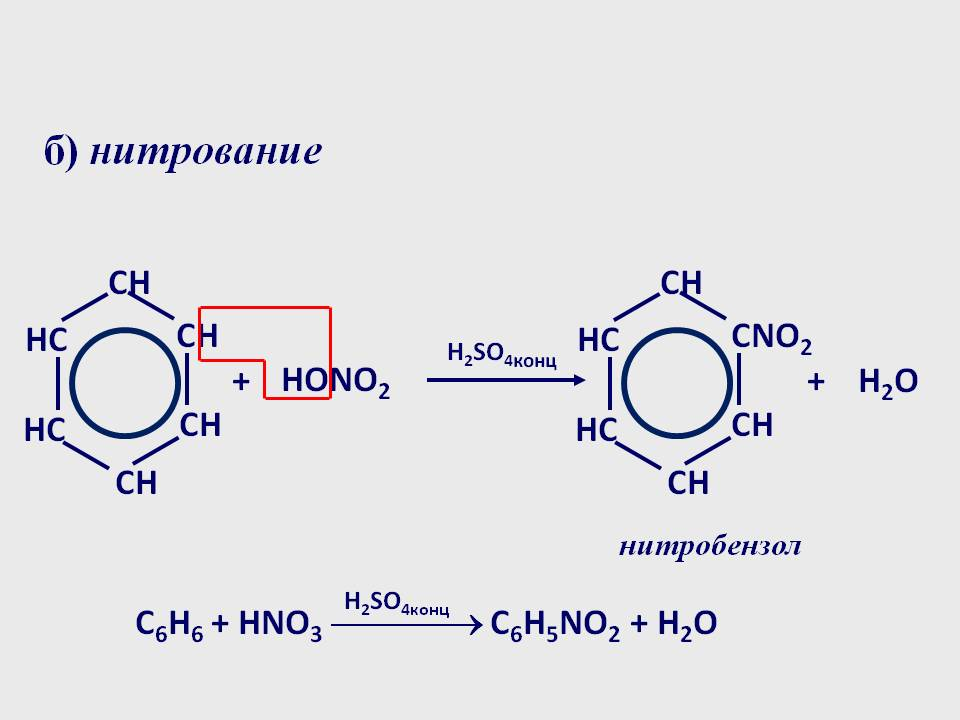 б) нитрование
CH CH
HC CH HC CNO₂
+ HONO₂ H₂SO₄конц + H₂O
HC CH HC CH
CH CH
нитробензол
H₂SO₄конц
C₆H₆ + HNO₃ ⟶ C₆H₅NO₂ + H₂O